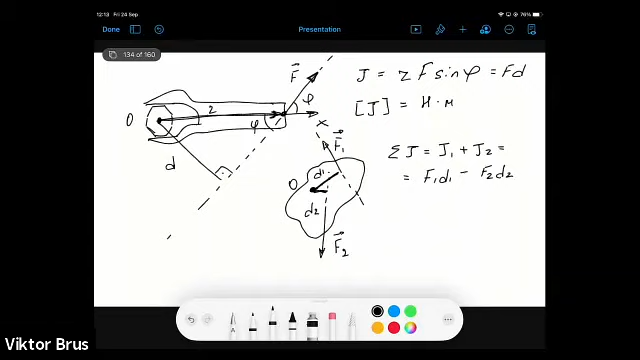 12:13 Fri 24 Sep
76%
Done
Presentation
134 of 160
F
φ
O
r
φ
x
d
J = r F sin φ = Fd
[J] = Н·м
F₁
O
d₁
d₂
F₂
ΣJ = J₁ + J₂ =
= F₁d₁ − F₂d₂
Viktor Brus